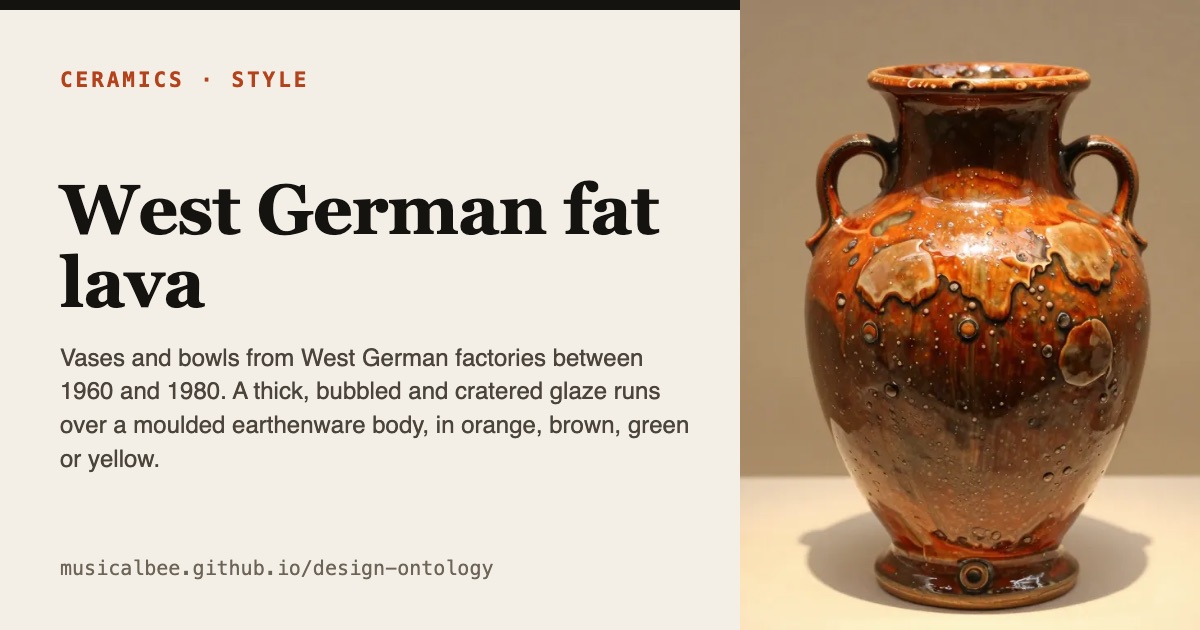 CERAMICS · STYLE
West German fat
lava
Vases and bowls from West German factories between
1960 and 1980. A thick, bubbled and cratered glaze runs
over a moulded earthenware body, in orange, brown, green
or yellow.
musicalbee.github.io/design-ontology